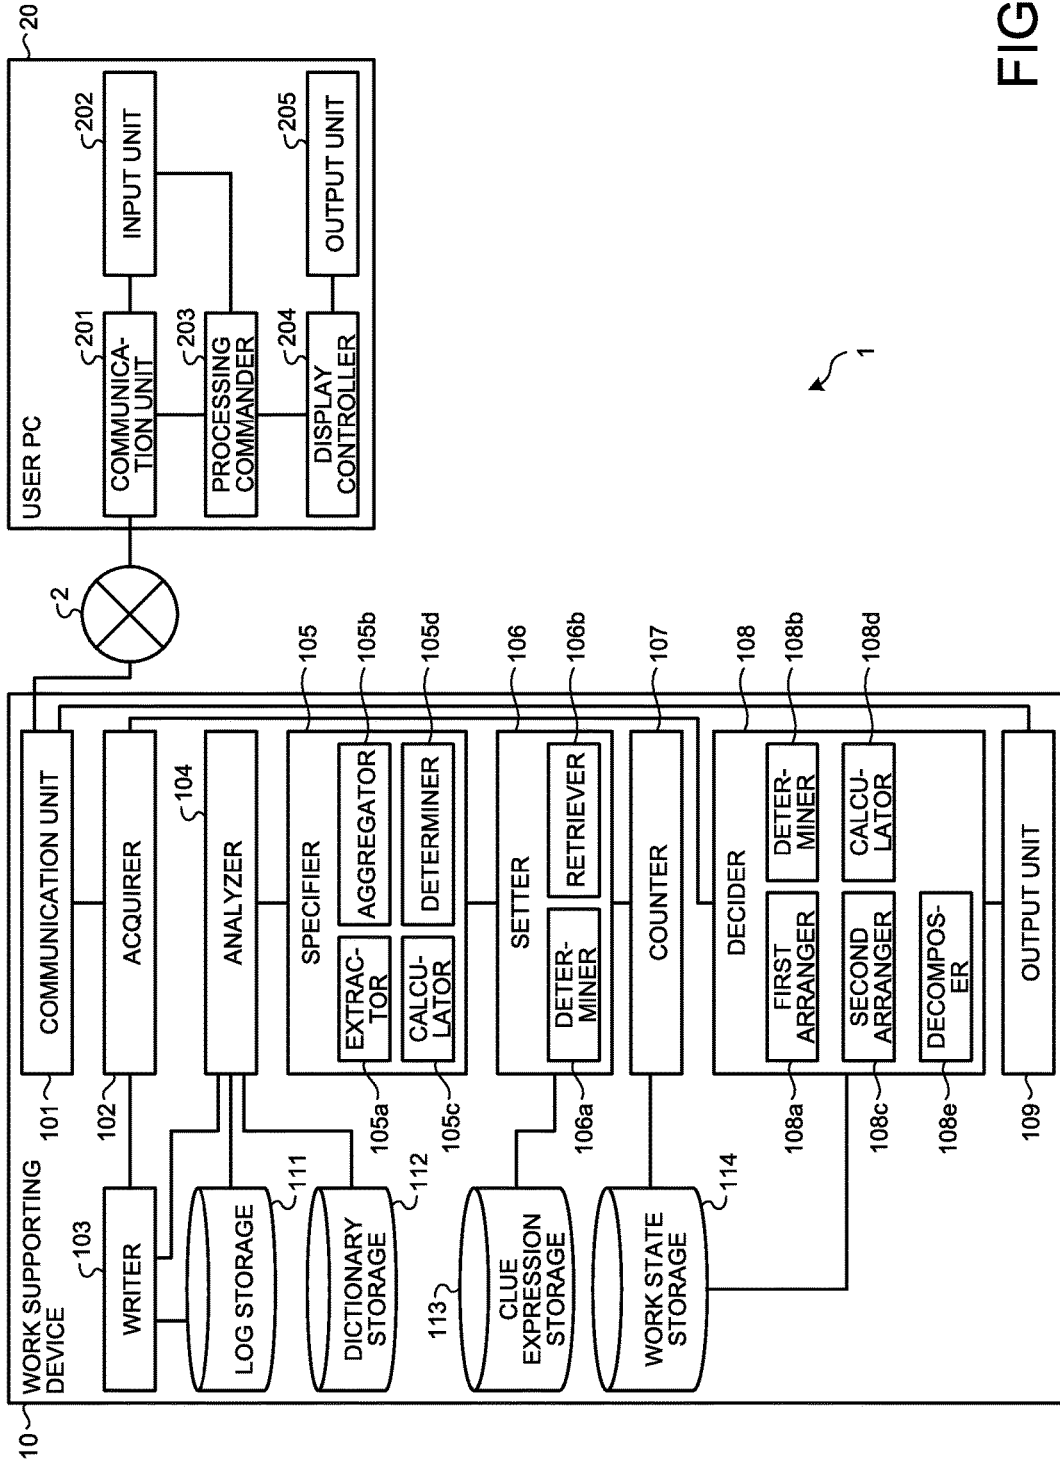 FIG
1
10
WORK SUPPORTING
DEVICE
101
COMMUNICATION UNIT
102
ACQUIRER
103
WRITER
104
ANALYZER
111
LOG STORAGE
112
DICTIONARY
STORAGE
105
SPECIFIER
105a
EXTRAC-
TOR
105b
AGGREGATOR
105c
CALCU-
LATOR
105d
DETERMINER
113
CLUE
EXPRESSION
STORAGE
106
SETTER
106a
DETER-
MINER
106b
RETRIEVER
107
COUNTER
114
WORK STATE
STORAGE
108
DECIDER
108a
FIRST
ARRANGER
108b
DETER-
MINER
108c
SECOND
ARRANGER
108d
CALCU-
LATOR
108e
DECOMPOS-
ER
109
OUTPUT UNIT
2
20
USER PC
201
COMMUNICA-
TION UNIT
202
INPUT UNIT
203
PROCESSING
COMMANDER
204
DISPLAY
CONTROLLER
205
OUTPUT UNIT